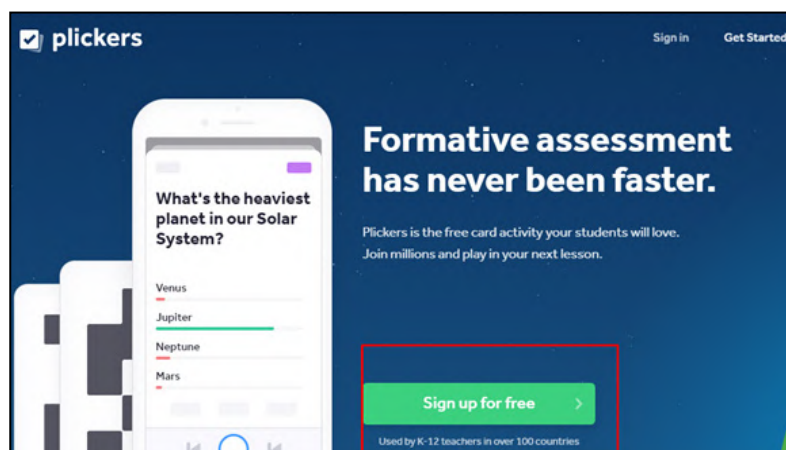 plickers
Sign in
Get Started
Formative assessment
has never been faster.
Plickers is the free card activity your students will love.
Join millions and play in your next lesson.
What's the heaviest
planet in our Solar
System?
Venus
Jupiter
Neptune
Mars
Sign up for free
Used by K-12 teachers in over 100 countries